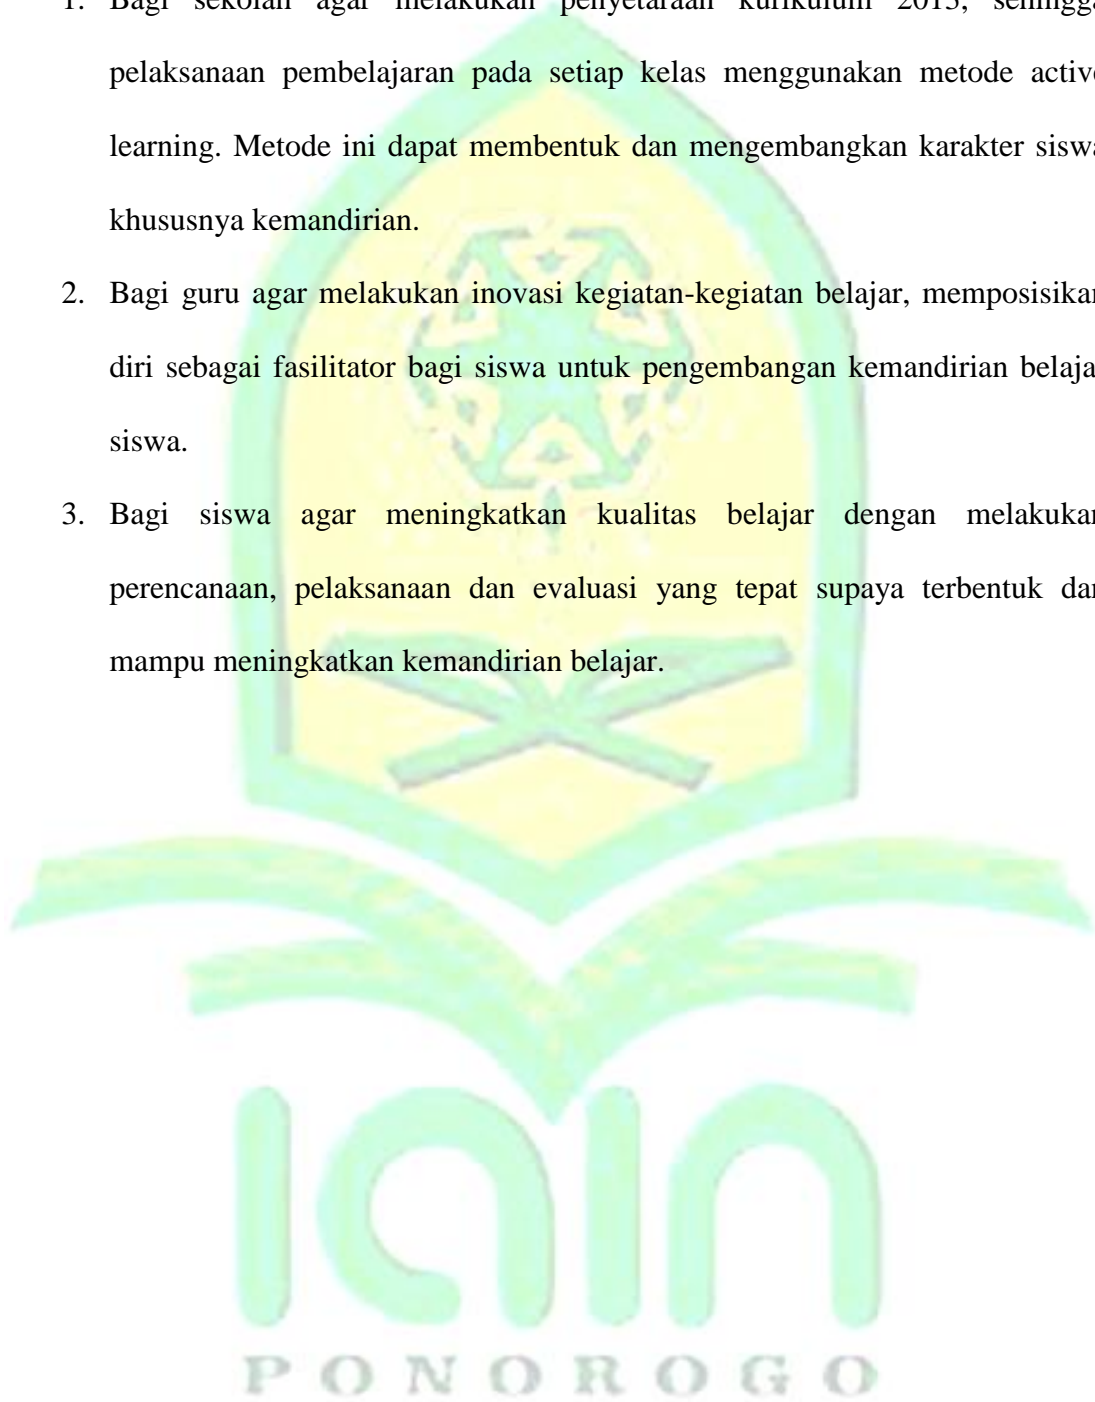 1. Bagi sekolah agar melakukan penyetaraan kurikulum 2013, sehingga
pelaksanaan pembelajaran pada setiap kelas menggunakan metode active
learning. Metode ini dapat membentuk dan mengembangkan karakter siswa
khususnya kemandirian.
2. Bagi guru agar melakukan inovasi kegiatan-kegiatan belajar, memposisikan
diri sebagai fasilitator bagi siswa untuk pengembangan kemandirian belajar
siswa.
3. Bagi siswa agar meningkatkan kualitas belajar dengan melakukan
perencanaan, pelaksanaan dan evaluasi yang tepat supaya terbentuk dan
mampu meningkatkan kemandirian belajar.
iain
PONOROGO